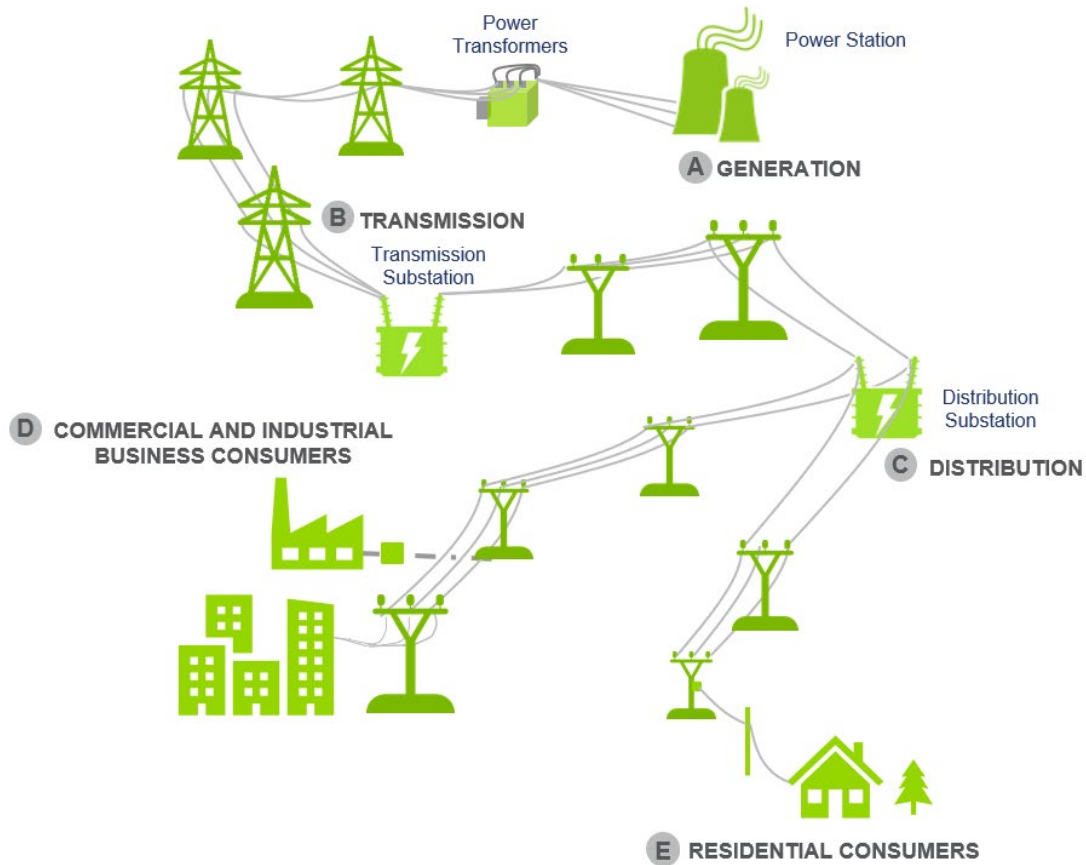 Power
Transformers
Power Station
A GENERATION
B TRANSMISSION
Transmission
Substation
Distribution
Substation
C DISTRIBUTION
D COMMERCIAL AND INDUSTRIAL
BUSINESS CONSUMERS
E RESIDENTIAL CONSUMERS